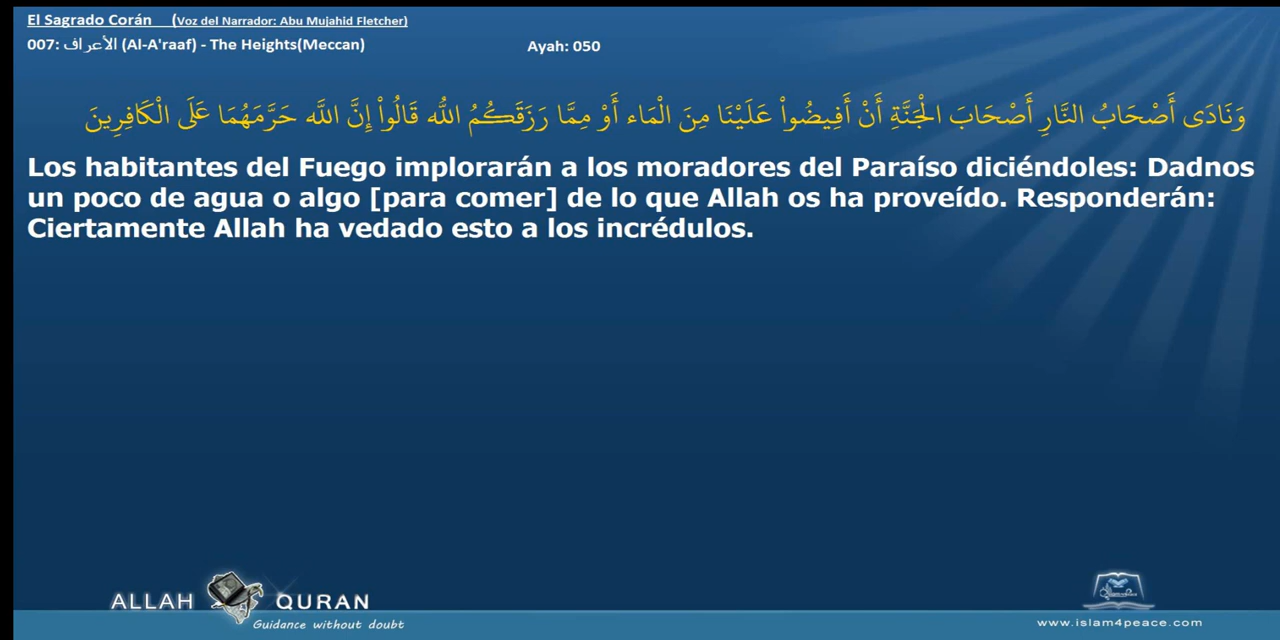 El Sagrado Corán (Voz del Narrador: Abu Mujahid Fletcher)
007: الأعراف (Al-A'raaf) - The Heights(Meccan) Ayah: 050
وَنَادَى أَصْحَابُ النَّارِ أَصْحَابَ الْجَنَّةِ أَنْ أَفِيضُواْ عَلَيْنَا مِنَ الْمَاء أَوْ مِمَّا رَزَقَكُمُ اللّه قَالُواْ إِنَّ اللّه حَرَّمَهُمَا عَلَى الْكَافِرِينَ
Los habitantes del Fuego implorarán a los moradores del Paraíso diciéndoles: Dadnos
un poco de agua o algo [para comer] de lo que Allah os ha proveído. Responderán:
Ciertamente Allah ha vedado esto a los incrédulos.
ALLAH QURAN
Guidance without doubt
www.islam4peace.com